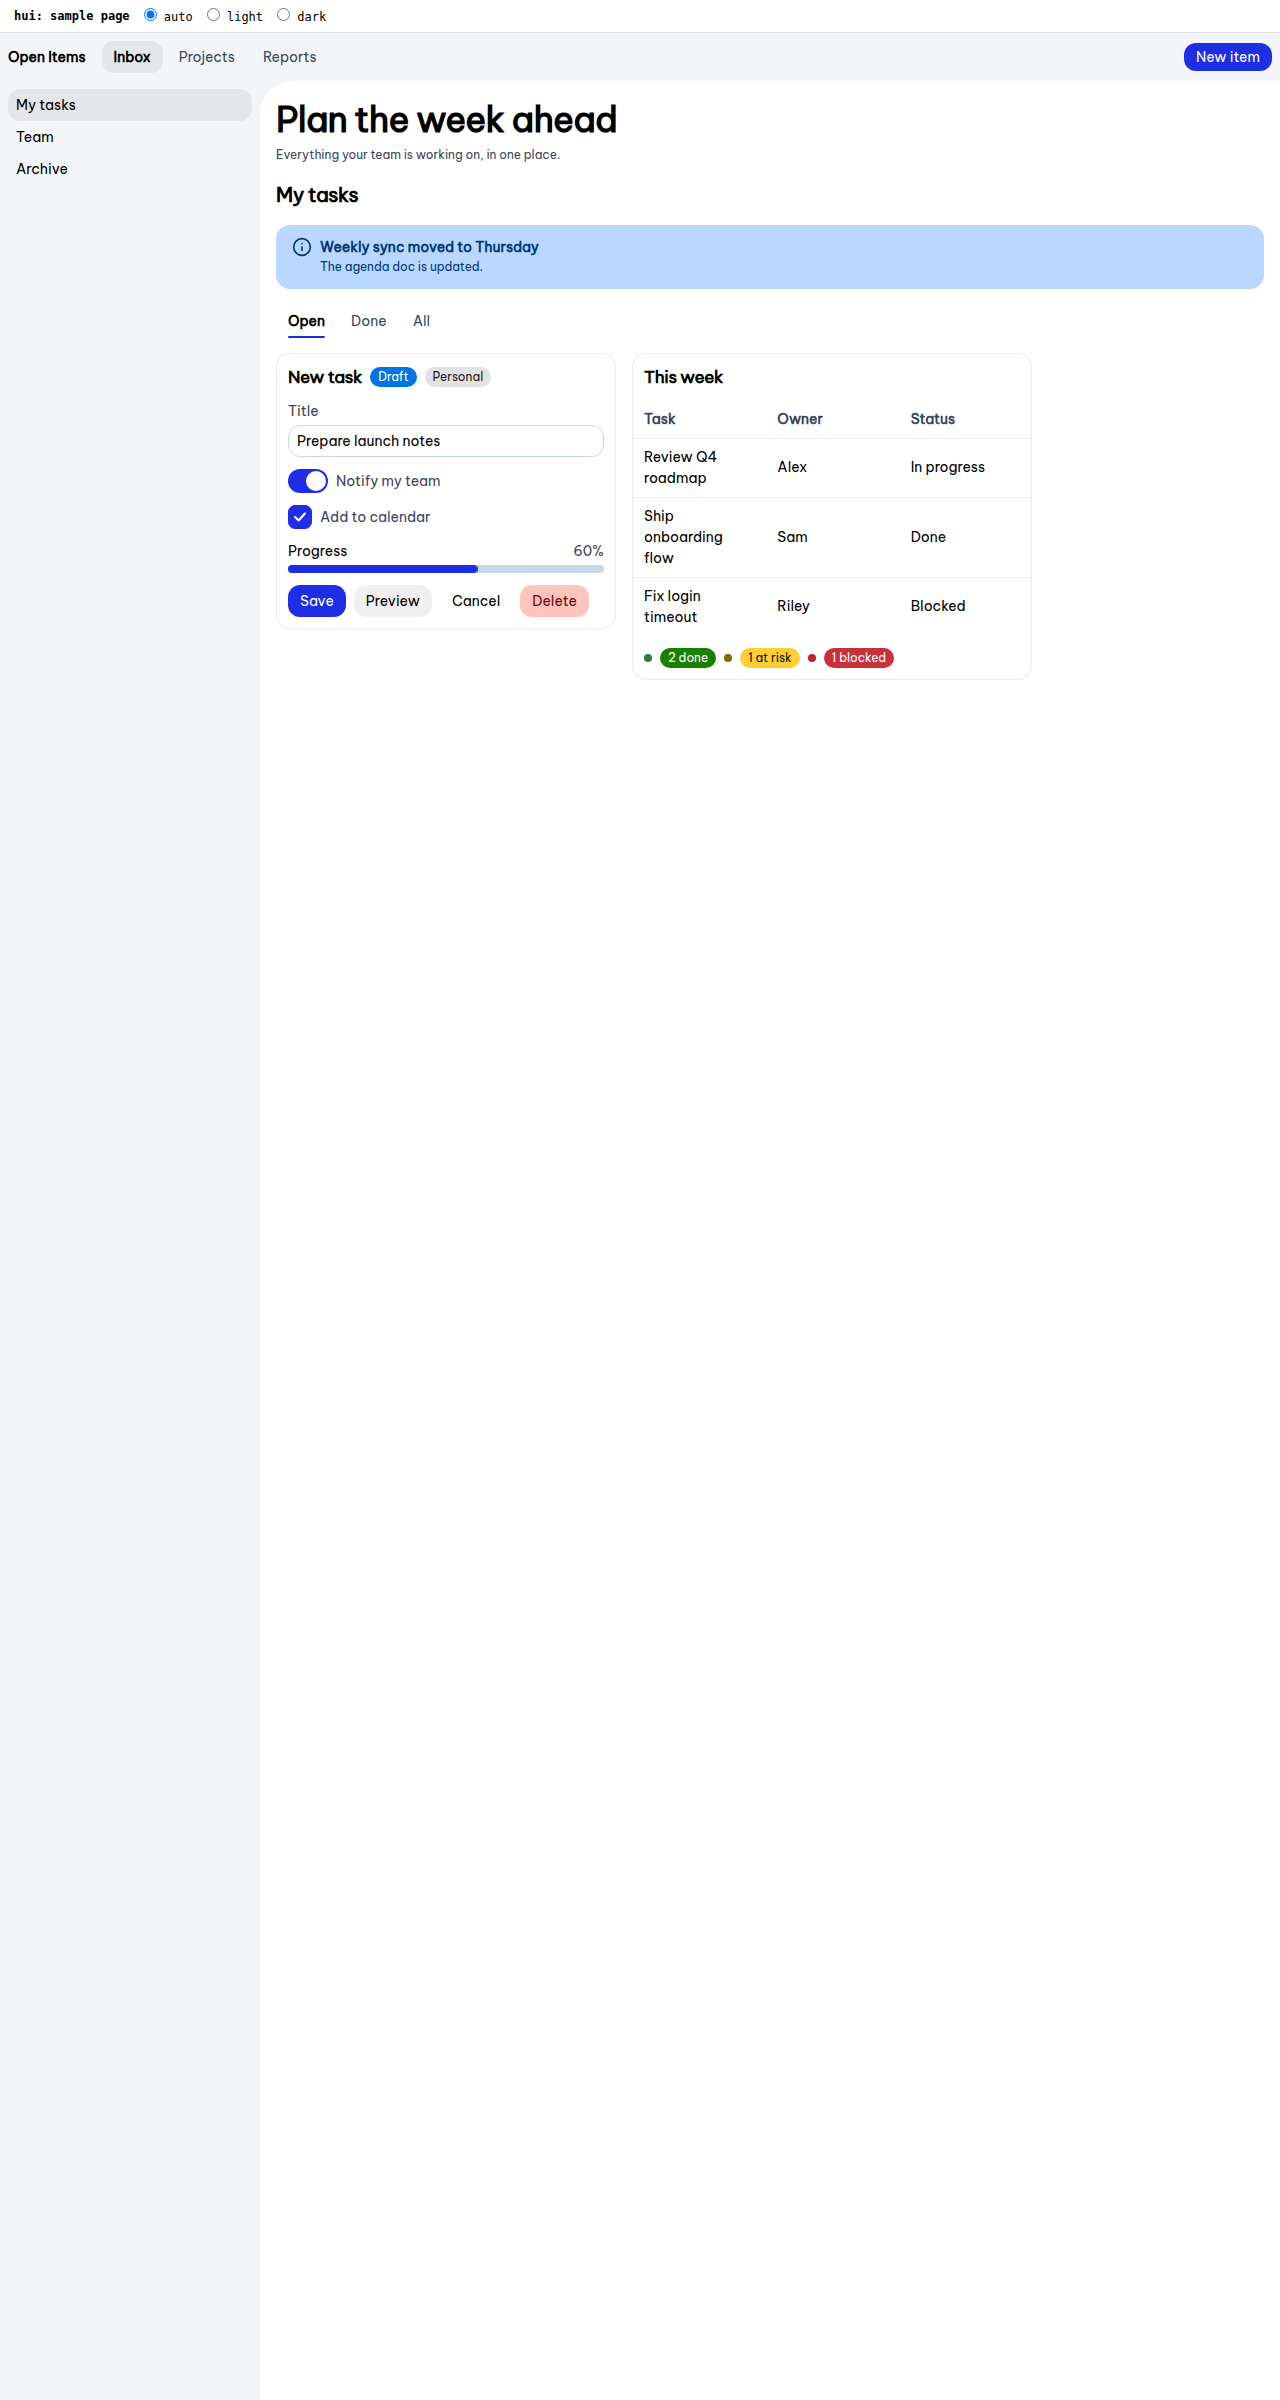 hui: sample page auto light dark
Open Items Inbox Projects Reports New item
My tasks
Team
Archive
Plan the week ahead
Everything your team is working on, in one place.
My tasks
Weekly sync moved to Thursday
The agenda doc is updated.
Open Done All
New task Draft Personal
Title
Prepare launch notes
Notify my team
Add to calendar
Progress 60%
Save Preview Cancel Delete
This week
Task Owner Status
Review Q4
roadmap
Alex
In progress
Ship
onboarding
flow
Sam
Done
Fix login
timeout
Riley
Blocked
2 done 1 at risk 1 blocked